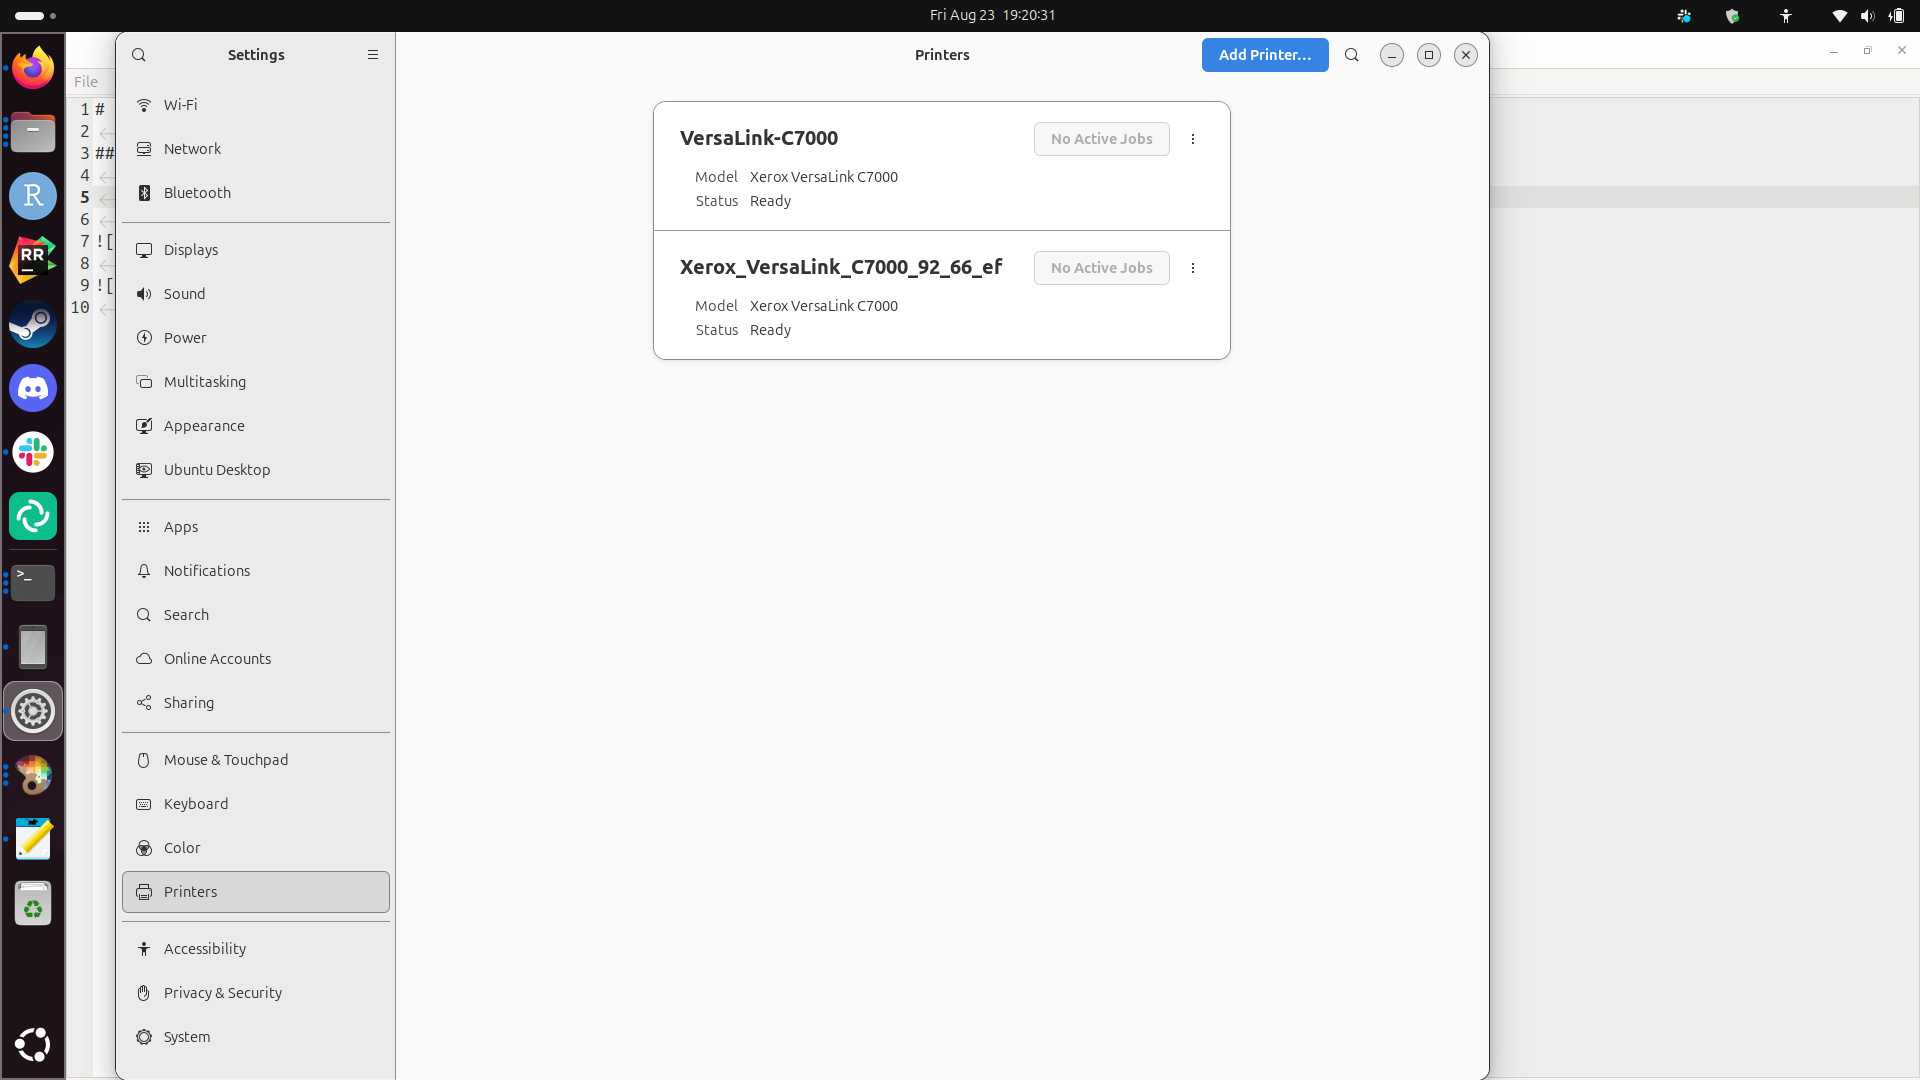 Fri Aug 23 19:20:31
Settings
Printers
Add Printer...
File
1 #
2
3 ##
4
5
6
7 ![
8
9 ![
10
Wi-Fi
Network
Bluetooth
Displays
Sound
Power
Multitasking
Appearance
Ubuntu Desktop
Apps
Notifications
Search
Online Accounts
Sharing
Mouse & Touchpad
Keyboard
Color
Printers
Accessibility
Privacy & Security
System
VersaLink-C7000
No Active Jobs
Model Xerox VersaLink C7000
Status Ready
Xerox_VersaLink_C7000_92_66_ef
No Active Jobs
Model Xerox VersaLink C7000
Status Ready
R
RR
>_